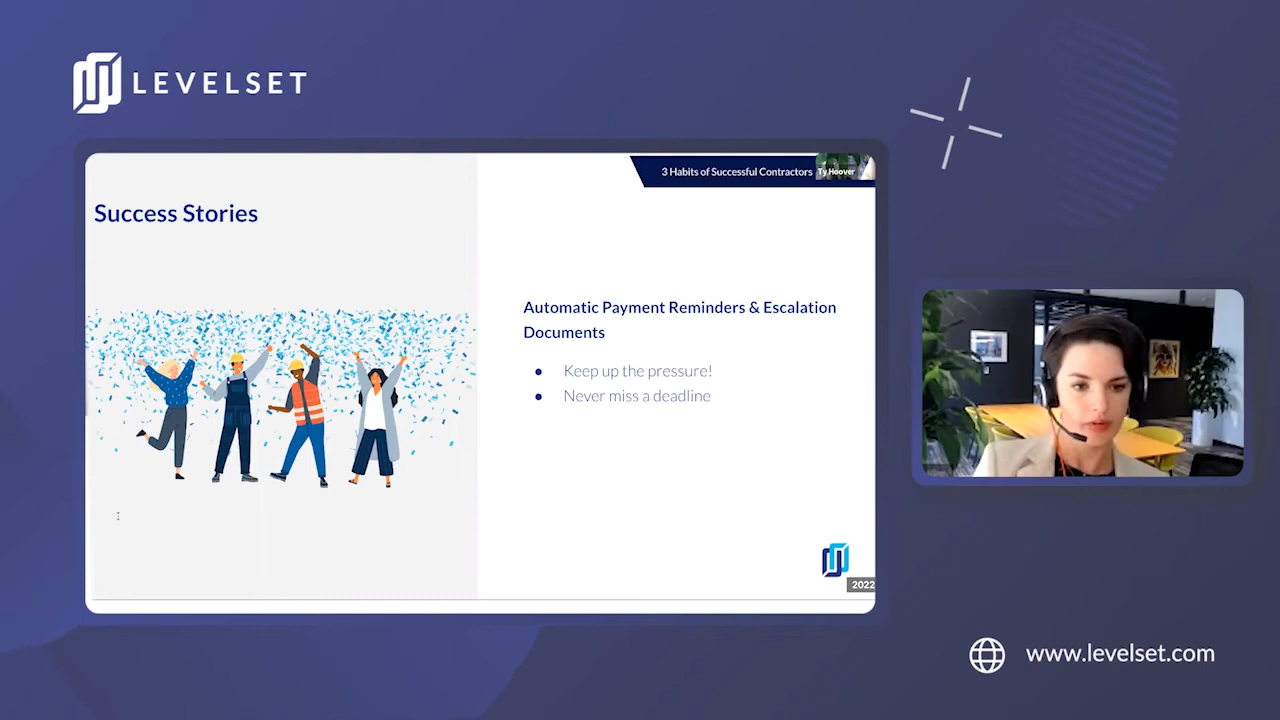 LEVELSET
3 Habits of Successful Contractors
Ty Hoover
Success Stories
Automatic Payment Reminders & Escalation
Documents
● Keep up the pressure!
● Never miss a deadline
2022
www.levelset.com